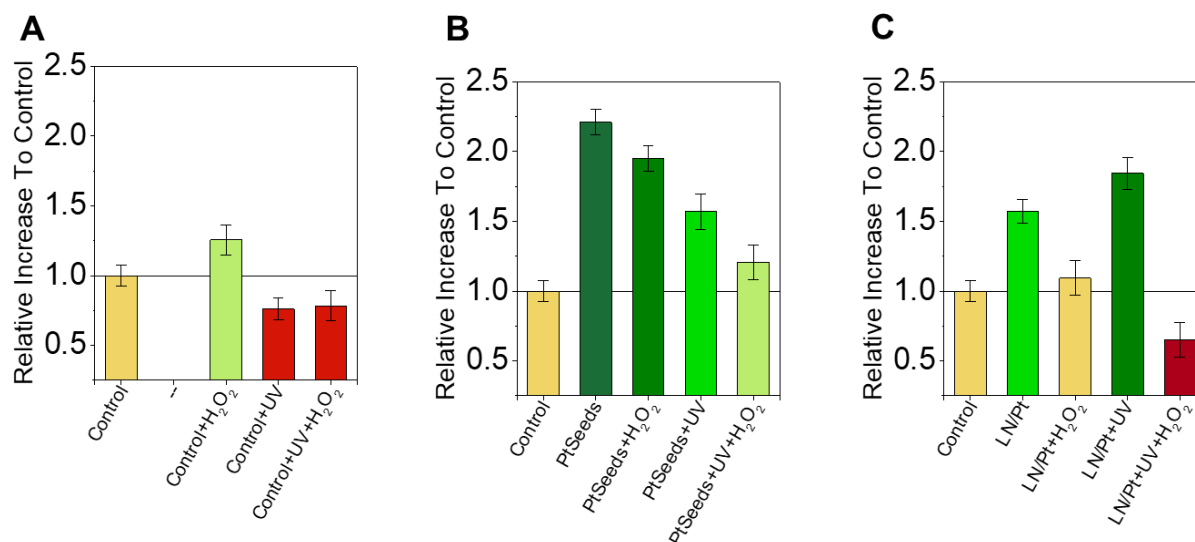 A
Relative Increase To Control
2.5
2.0
1.5
1.0
0.5
Control
--
Control+H₂O₂
Control+UV
Control+UV+H₂O₂
B
Relative Increase To Control
2.5
2.0
1.5
1.0
0.5
Control
PtSeeds
PtSeeds+H₂O₂
PtSeeds+UV
PtSeeds+UV+H₂O₂
C
Relative Increase To Control
2.5
2.0
1.5
1.0
0.5
Control
LN/Pt
LN/Pt+H₂O₂
LN/Pt+UV
LN/Pt+UV+H₂O₂